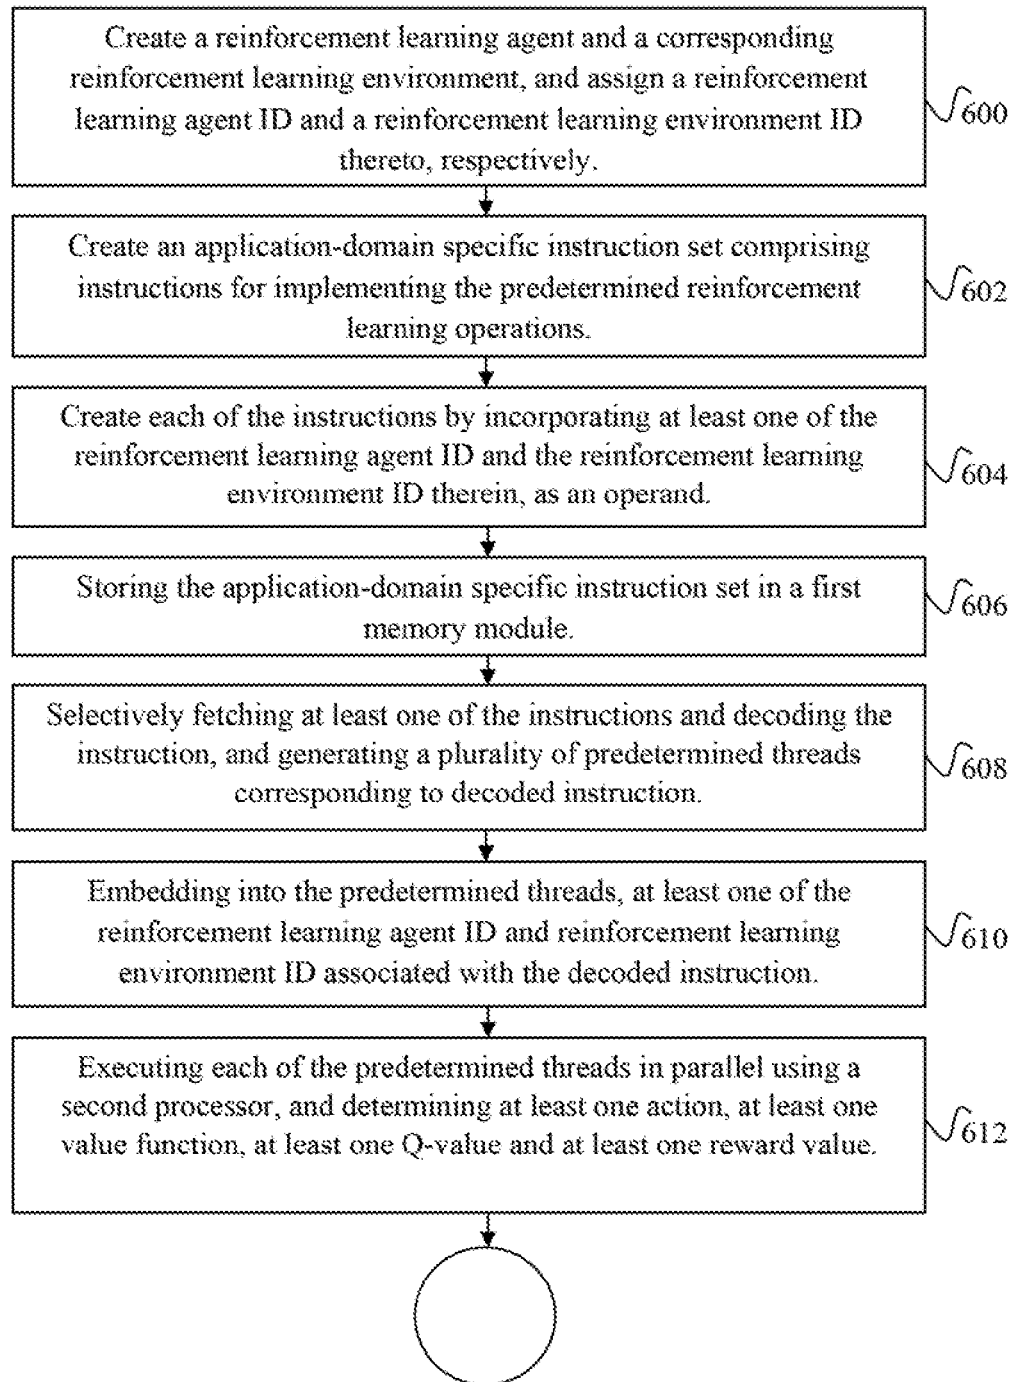 Create a reinforcement learning agent and a corresponding
reinforcement learning environment, and assign a reinforcement
learning agent ID and a reinforcement learning environment ID
thereto, respectively.
600
Create an application-domain specific instruction set comprising
instructions for implementing the predetermined reinforcement
learning operations.
602
Create each of the instructions by incorporating at least one of the
reinforcement learning agent ID and the reinforcement learning
environment ID therein, as an operand.
604
Storing the application-domain specific instruction set in a first
memory module.
606
Selectively fetching at least one of the instructions and decoding the
instruction, and generating a plurality of predetermined threads
corresponding to decoded instruction.
608
Embedding into the predetermined threads, at least one of the
reinforcement learning agent ID and reinforcement learning
environment ID associated with the decoded instruction.
610
Executing each of the predetermined threads in parallel using a
second processor, and determining at least one action, at least one
value function, at least one Q-value and at least one reward value.
612